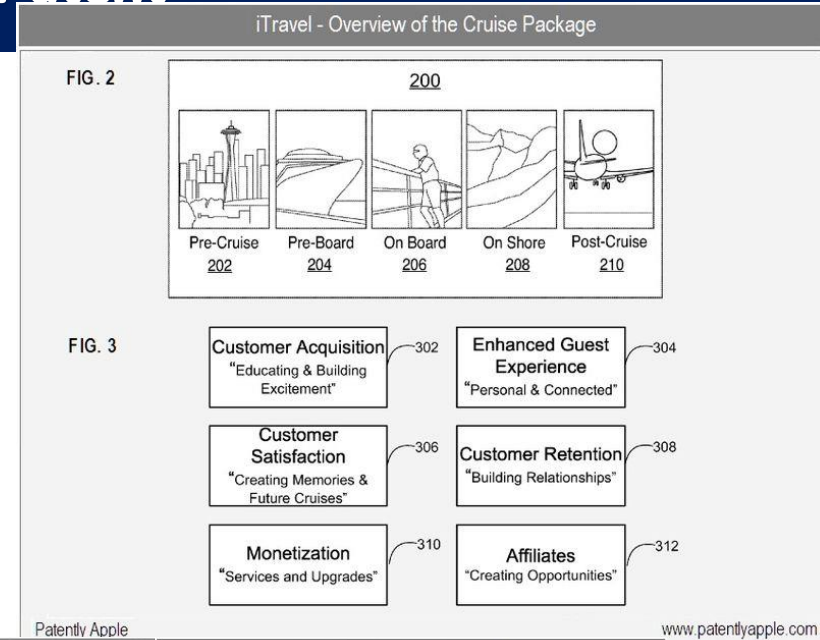 iTravel - Overview of the Cruise Package
FIG. 2
200
Pre-Cruise
202
Pre-Board
204
On Board
206
On Shore
208
Post-Cruise
210
FIG. 3
Customer Acquisition
"Educating & Building
Excitement"
302
Enhanced Guest
Experience
"Personal & Connected"
304
Customer
Satisfaction
"Creating Memories &
Future Cruises"
306
Customer Retention
"Building Relationships"
308
Monetization
"Services and Upgrades"
310
Affiliates
"Creating Opportunities"
312
Patently Apple
www.patentlyapple.com